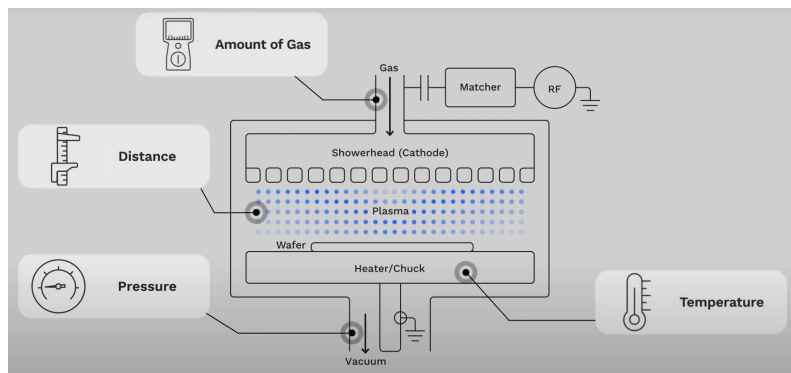 Amount of Gas
Gas
Matcher
RF
Showerhead (Cathode)
Distance
Plasma
Wafer
Heater/Chuck
Pressure
Temperature
Vacuum